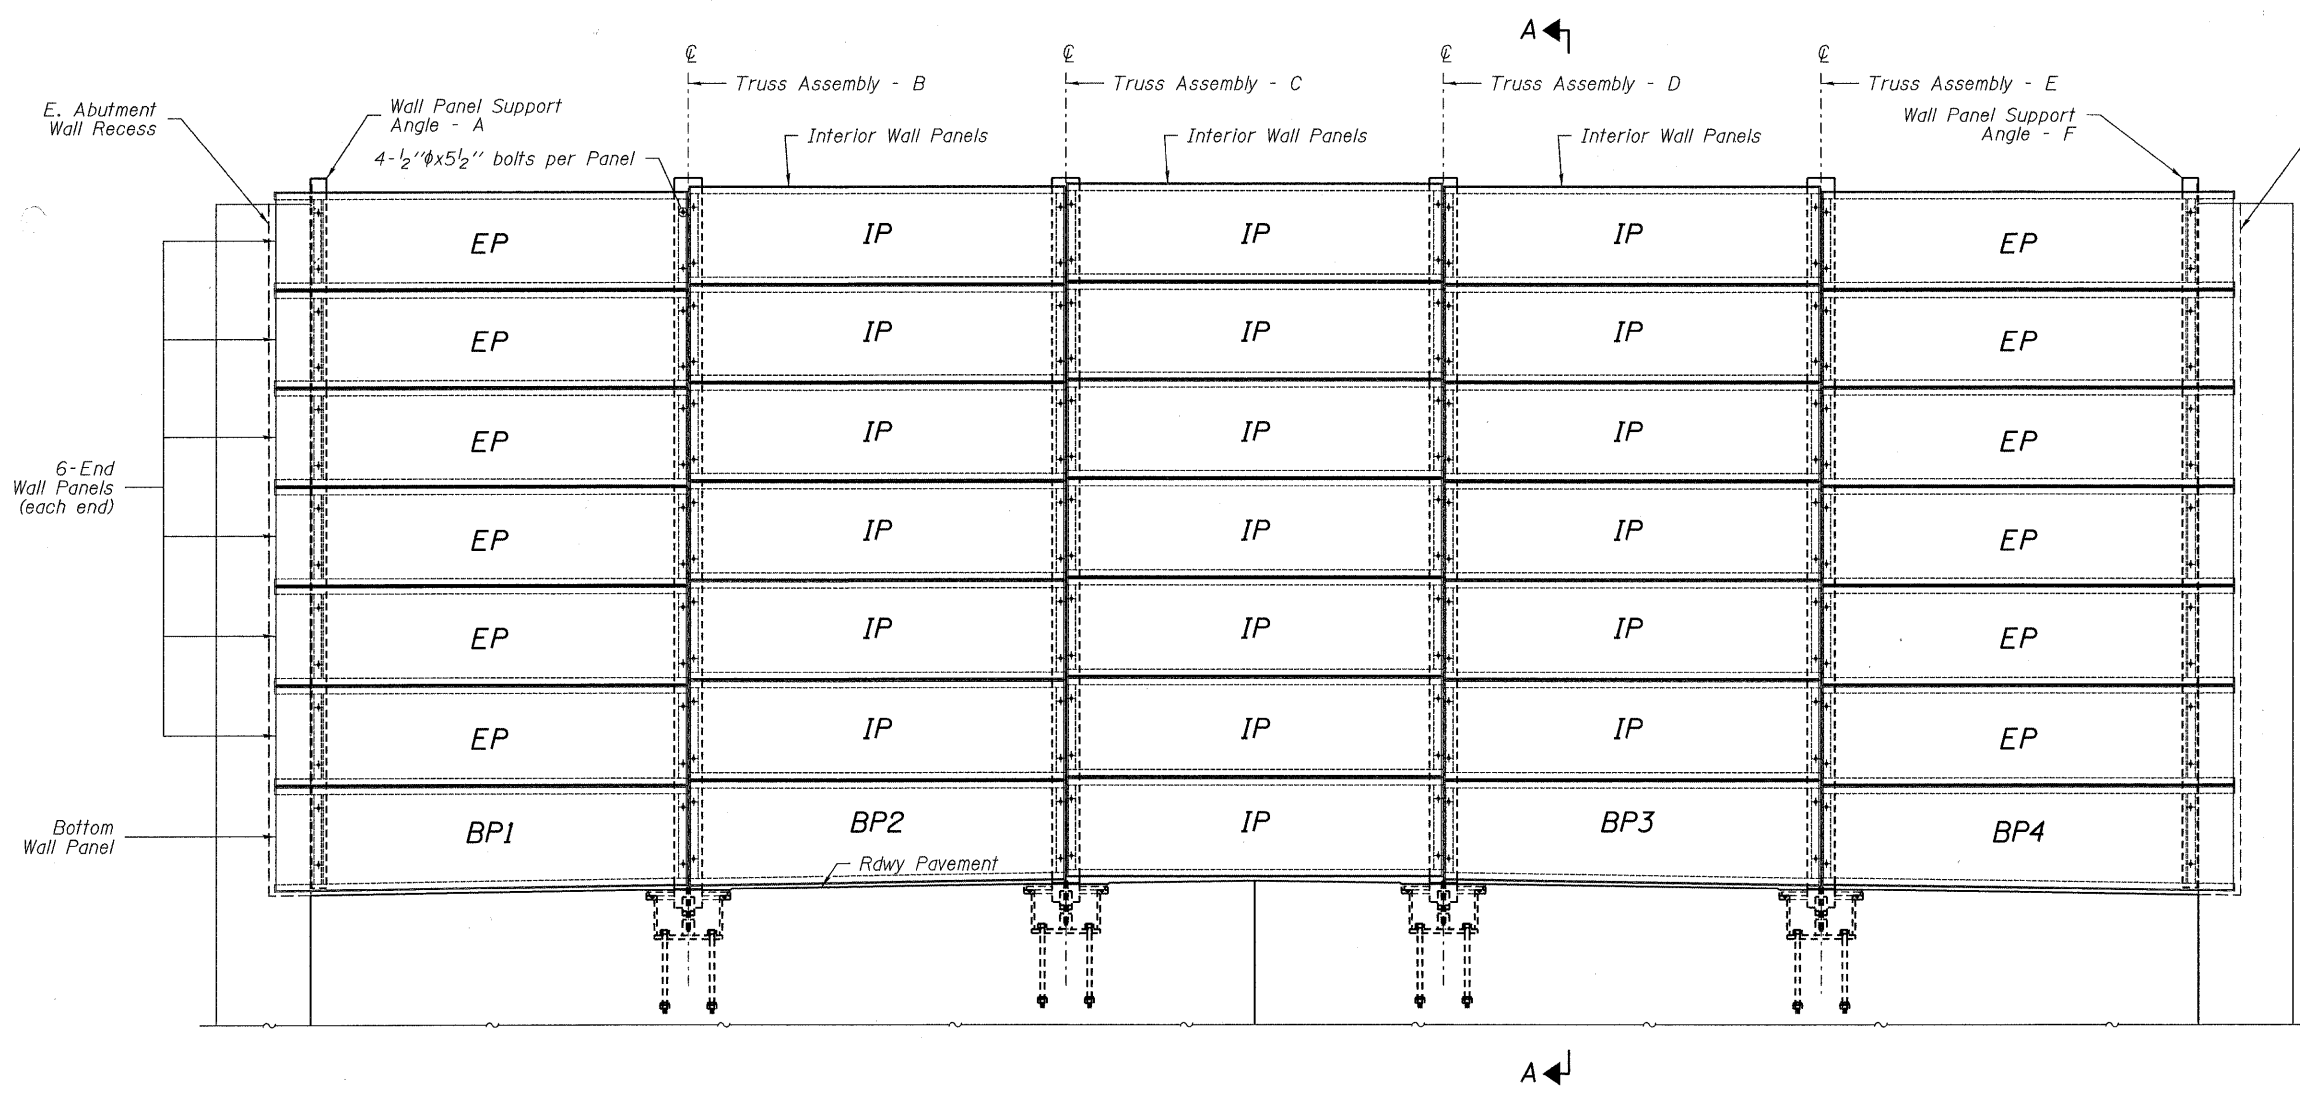 A
℄ ℄ ℄ ℄
Truss Assembly - B
Truss Assembly - C
Truss Assembly - D
Truss Assembly - E
E. Abutment
Wall Recess
Wall Panel Support
Angle - A
4-½"ϕx5½" bolts per Panel
Interior Wall Panels
Interior Wall Panels
Interior Wall Panels
Wall Panel Support
Angle - F
EP IP IP IP EP
EP IP IP IP EP
EP IP IP IP EP
6-End
Wall Panels
(each end)
EP IP IP IP EP
EP IP IP IP EP
EP IP IP IP EP
Bottom
Wall Panel
BP1 BP2 IP BP3 BP4
Rdwy Pavement
A